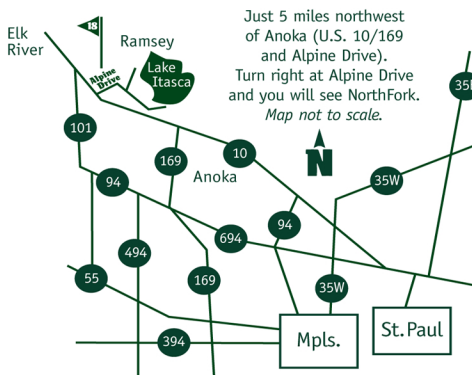 Just 5 miles northwest
of Anoka (U.S. 10/169
and Alpine Drive).
Turn right at Alpine Drive
and you will see NorthFork.
Map not to scale.
N
Elk
River
18
Ramsey
Alpine
Drive
Lake
Itasca
101
169
10
Anoka
94
35W
94
694
494
55
169
35W
394
Mpls.
St. Paul